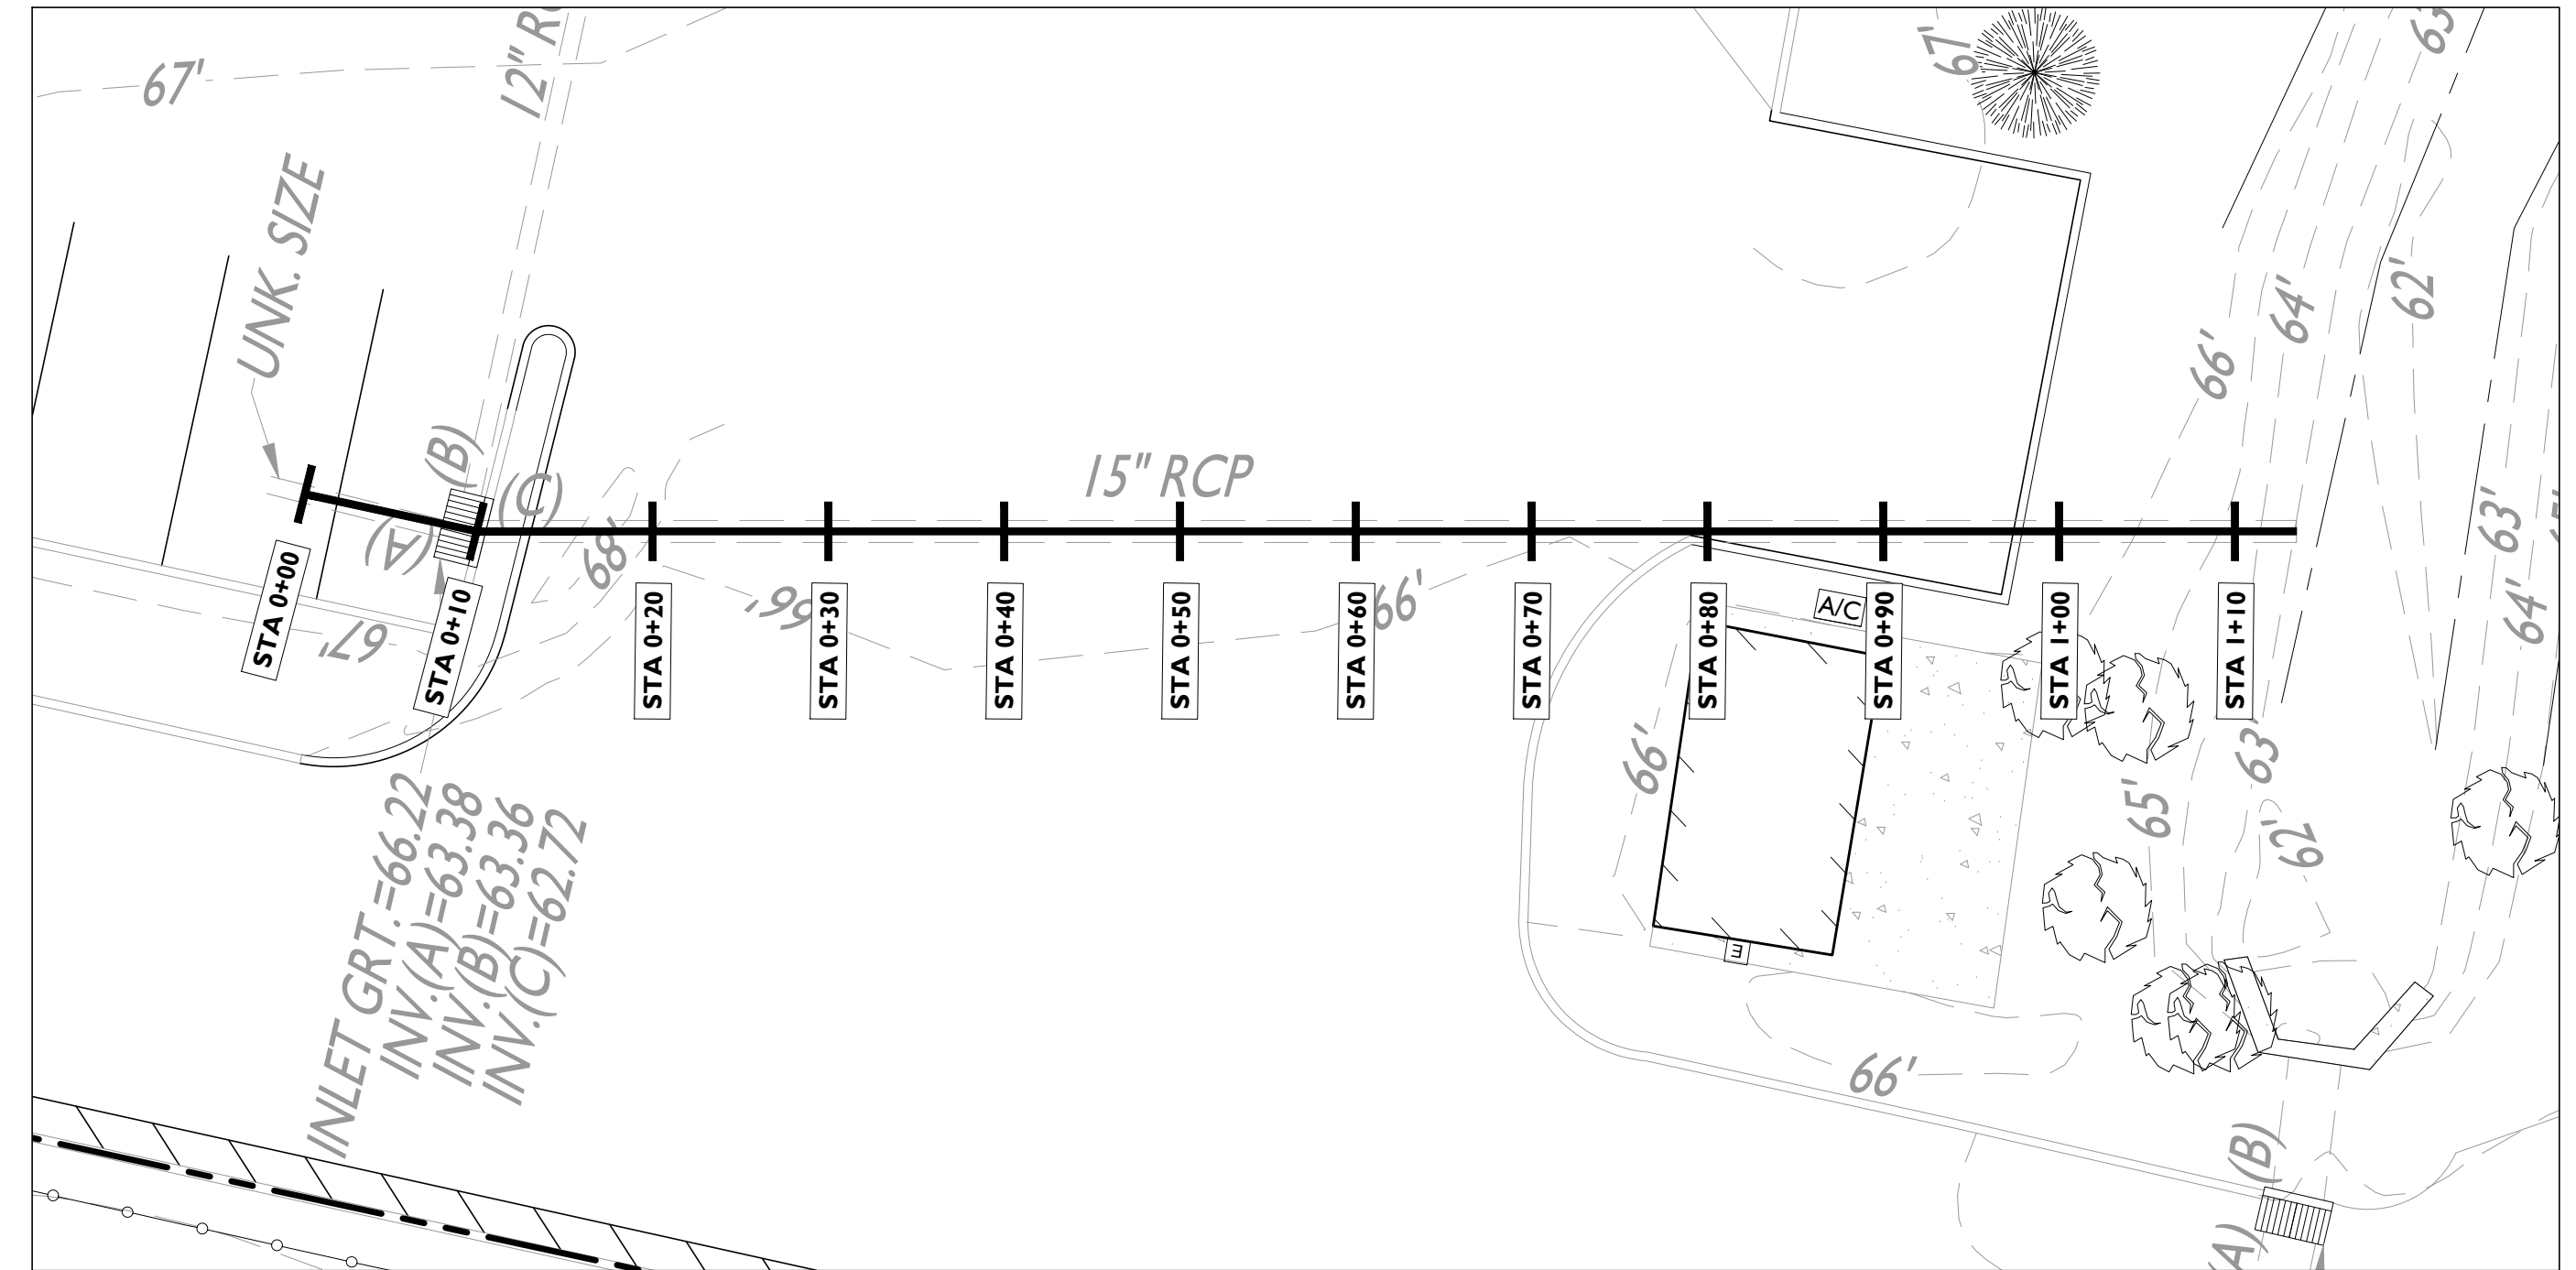 67'
12" RC
67'
63'
UNK. SIZE
62'
64'
66'
(B)
(C)
(A)
15" RCP
68'
66'
66'
63'
64'
67'
STA 0+00
STA 0+10
STA 0+20
STA 0+30
STA 0+40
STA 0+50
STA 0+60
STA 0+70
STA 0+80
STA 0+90
STA 1+00
STA 1+10
A/C
66'
65'
63'
62'
INLET GRT.=66.22
INV.(A)=63.38
INV.(B)=63.36
INV.(C)=62.72
E
66'
(B)
(A)